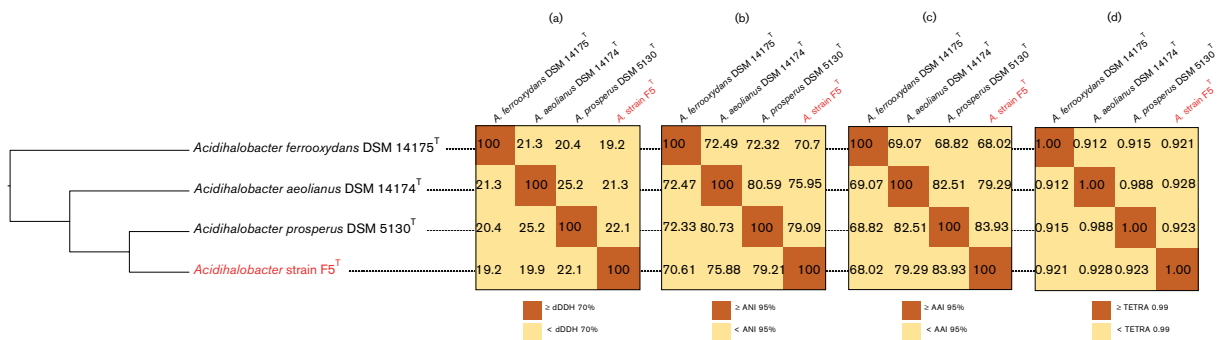 (a) (b) (c) (d)
A. ferrooxydans DSM 14175T
A. aeolianus DSM 14174T
A. prosperus DSM 5130T
A. strain F5T
A. ferrooxydans DSM 14175T
A. aeolianus DSM 14174T
A. prosperus DSM 5130T
A. strain F5T
A. ferrooxydans DSM 14175T
A. aeolianus DSM 14174T
A. prosperus DSM 5130T
A. strain F5T
A. ferrooxydans DSM 14175T
A. aeolianus DSM 14174T
A. prosperus DSM 5130T
A. strain F5T
Acidihalobacter ferrooxydans DSM 14175T 100 21.3 20.4 19.2 100 72.49 72.32 70.7 100 69.07 68.82 68.02 1.00 0.912 0.915 0.921
Acidihalobacter aeolianus DSM 14174T 21.3 100 25.2 21.3 72.47 100 80.59 75.95 69.07 100 82.51 79.29 0.912 1.00 0.988 0.928
Acidihalobacter prosperus DSM 5130T 20.4 25.2 100 22.1 72.33 80.73 100 79.09 68.82 82.51 100 83.93 0.915 0.988 1.00 0.923
Acidihalobacter strain F5T 19.2 19.9 22.1 100 70.61 75.88 79.21 100 68.02 79.29 83.93 100 0.921 0.928 0.923 1.00
≥ dDDH 70% ≥ ANI 95% ≥ AAI 95% ≥ TETRA 0.99
< dDDH 70% < ANI 95% < AAI 95% < TETRA 0.99